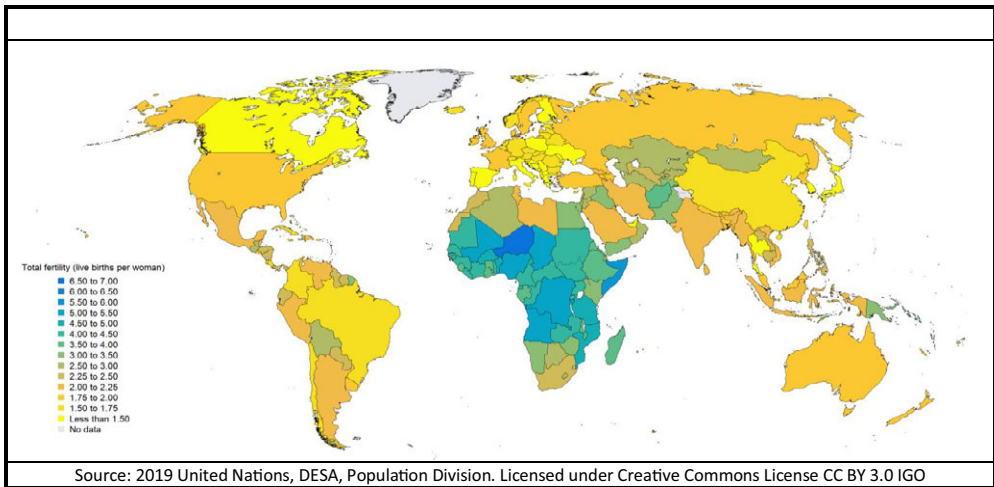 Total fertility (live births per woman)
6.50 to 7.00
6.00 to 6.50
5.50 to 6.00
5.00 to 5.50
4.50 to 5.00
4.00 to 4.50
3.50 to 4.00
3.00 to 3.50
2.50 to 3.00
2.25 to 2.50
2.00 to 2.25
1.75 to 2.00
1.50 to 1.75
Less than 1.50
No data
Source: 2019 United Nations, DESA, Population Division. Licensed under Creative Commons License CC BY 3.0 IGO